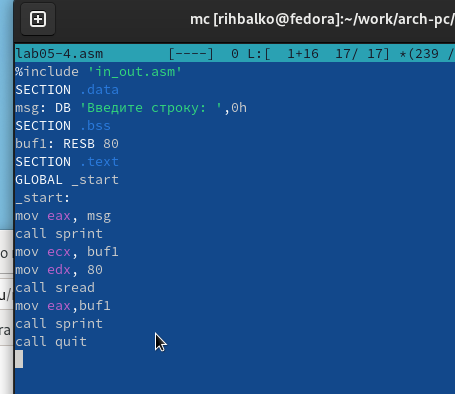 mc [rihbalko@fedora]:~/work/arch-pc/
lab05-4.asm [----] 0 L:[ 1+16 17/ 17] *(239 /
%include 'in_out.asm'
SECTION .data
msg: DB 'Введите строку: ',0h
SECTION .bss
buf1: RESB 80
SECTION .text
GLOBAL _start
_start:
mov eax, msg
call sprint
mov ecx, buf1
mov edx, 80
call sread
mov eax,buf1
call sprint
call quit